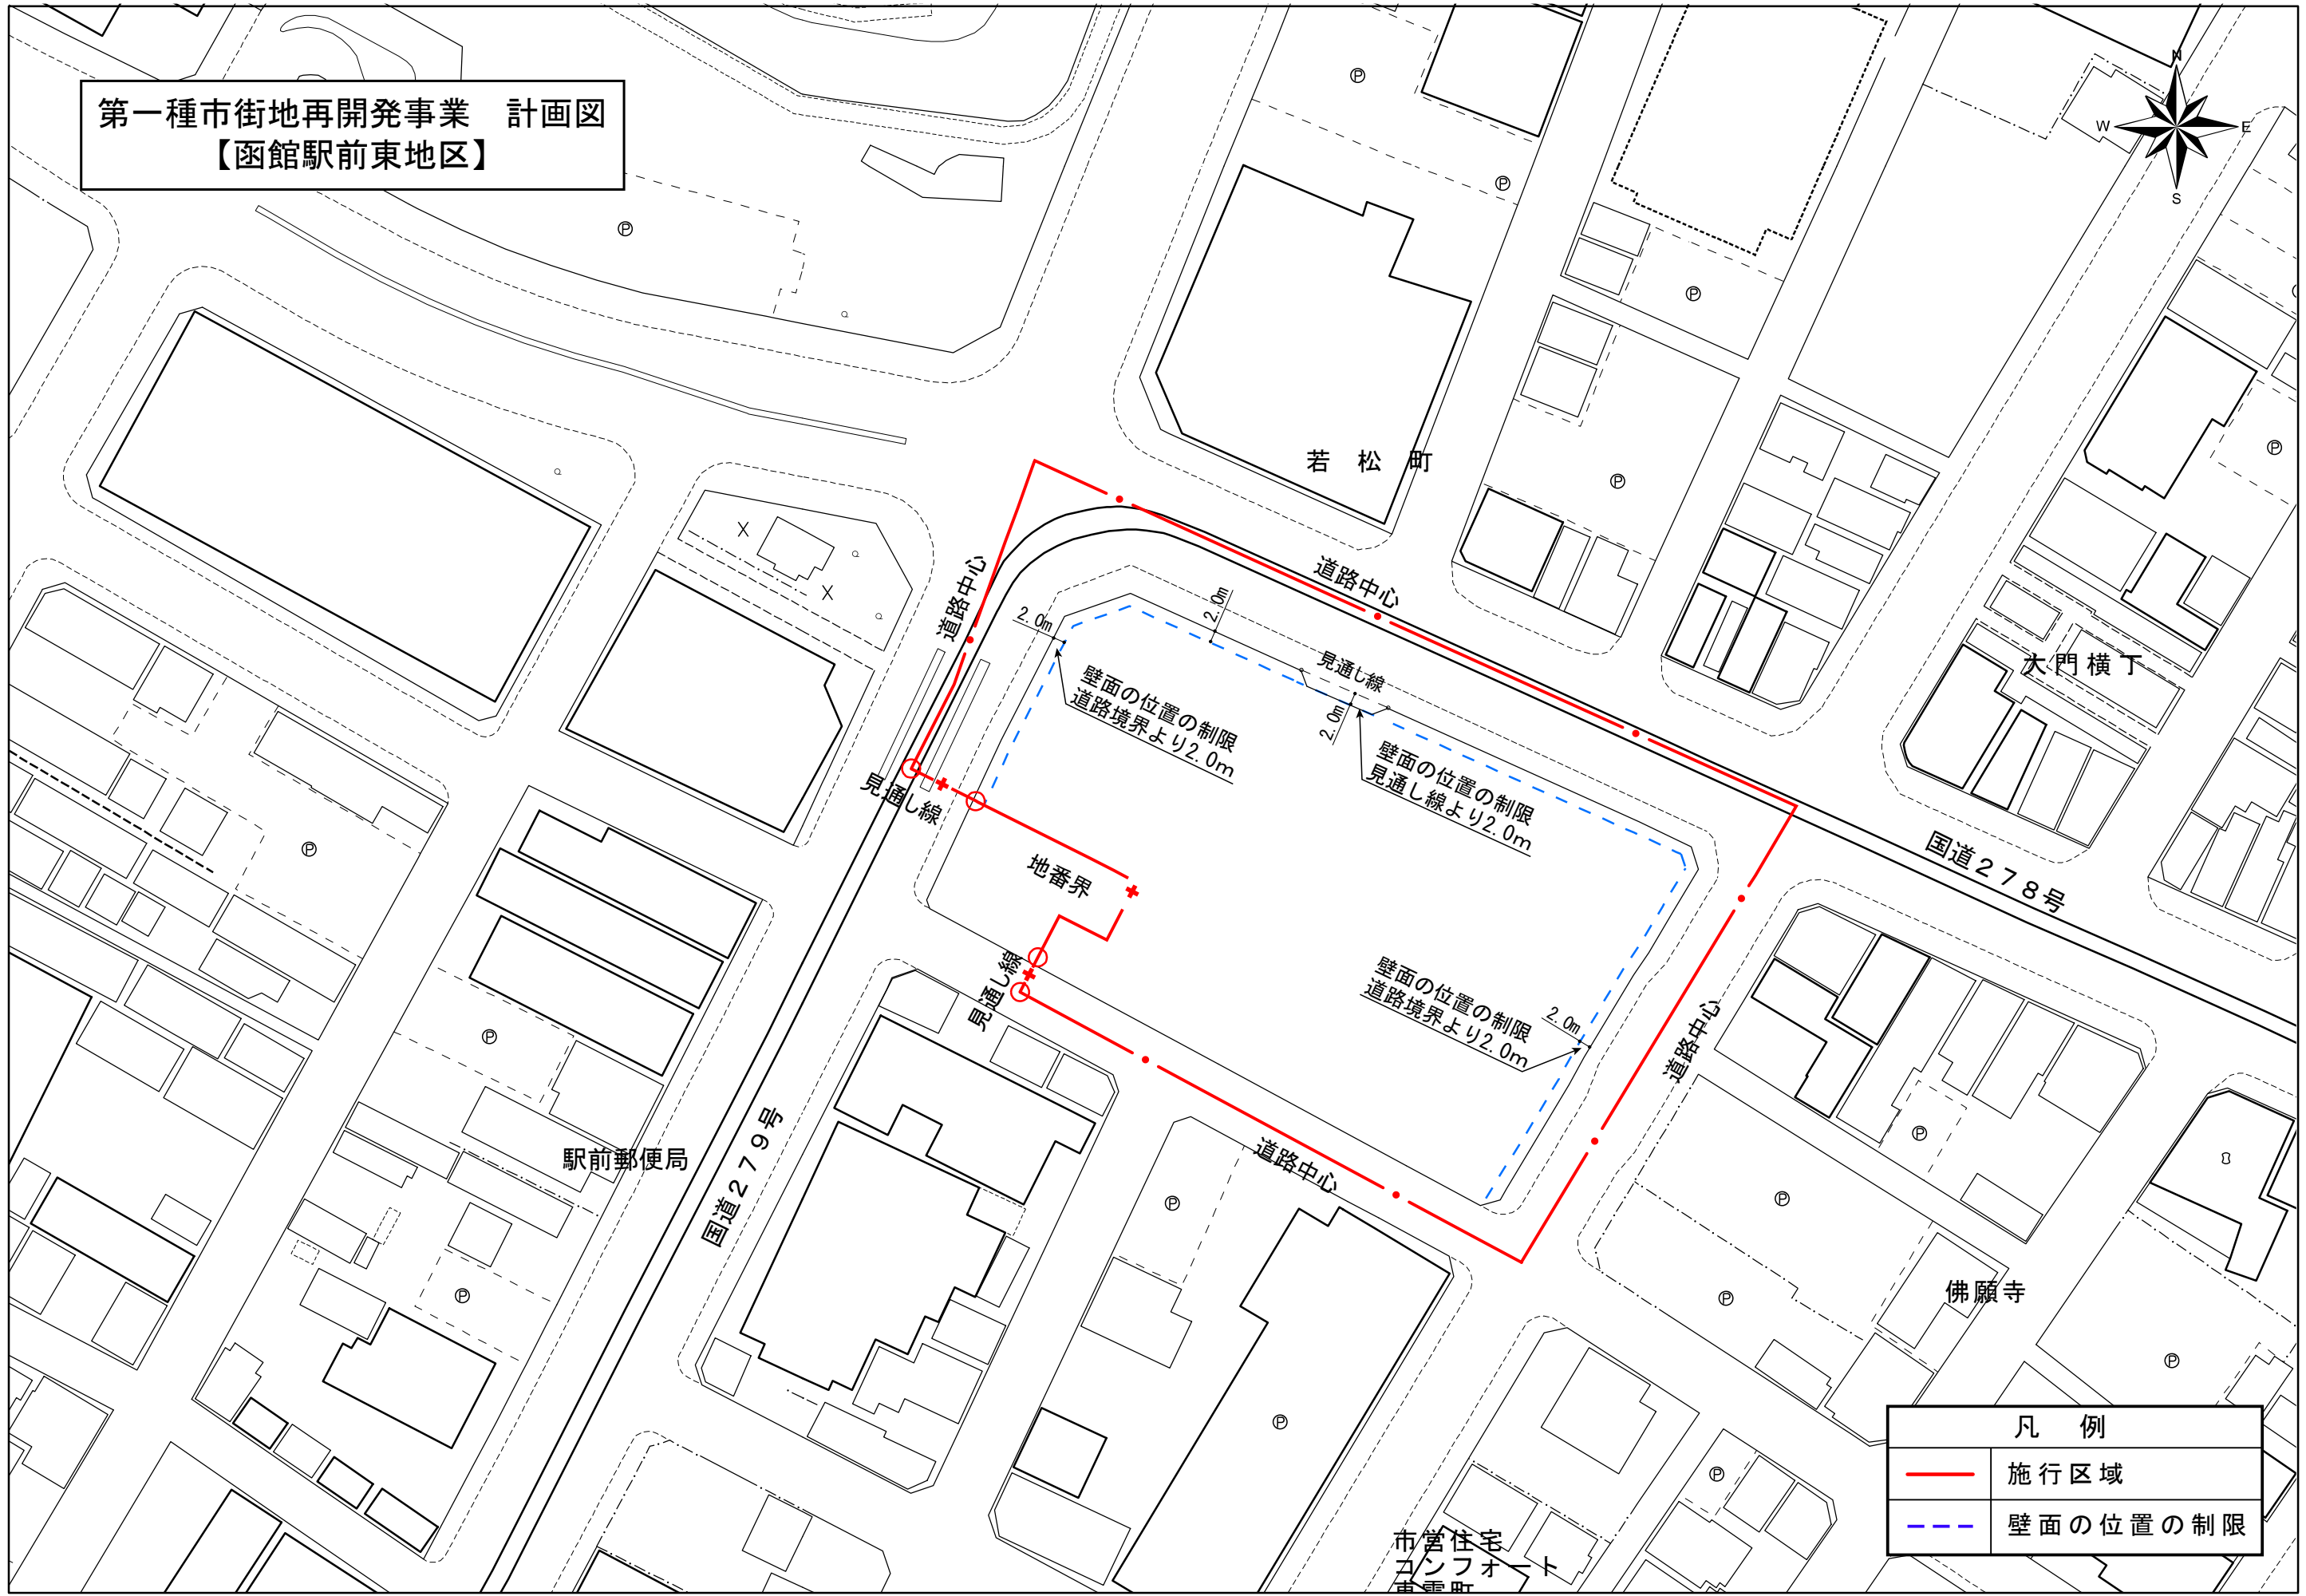 第一種市街地再開発事業　計画図
【函館駅前東地区】
N
W
E
S
若松町
道路中心
道路中心
2.0m
2.0m
見通し線
2.0m
壁面の位置の制限
道路境界より2.0m
壁面の位置の制限
見通し線より2.0m
大門横丁
見通し線
地番界
国道２７８号
見通し線
壁面の位置の制限
道路境界より2.0m
2.0m
道路中心
道路中心
駅前郵便局
国道２７９号
佛願寺
凡　例
施行区域
壁面の位置の制限
市営住宅
コンフォート